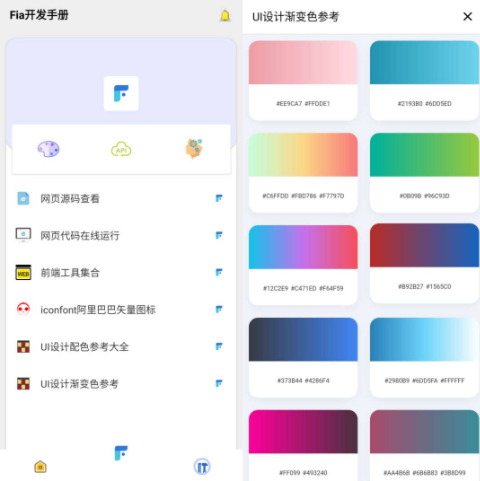 Fia开发手册
API
网页源码查看
网页代码在线运行
WEB
前端工具集合
iconfont阿里巴巴矢量图标
UI设计配色参考大全
UI设计渐变色参考
UI设计渐变色参考
#EE9CA7 #FFDDE1
#2193B0 #6DD5ED
#C6FFDD #FBD786 #F7797D
#0B09B #96C93D
#12C2E9 #C471ED #F64F59
#B92B27 #1565C0
#373B44 #4286F4
#2980B9 #6DD5FA #FFFFFF
#FF099 #493240
#AA4B6B #6B6B83 #3B8D99